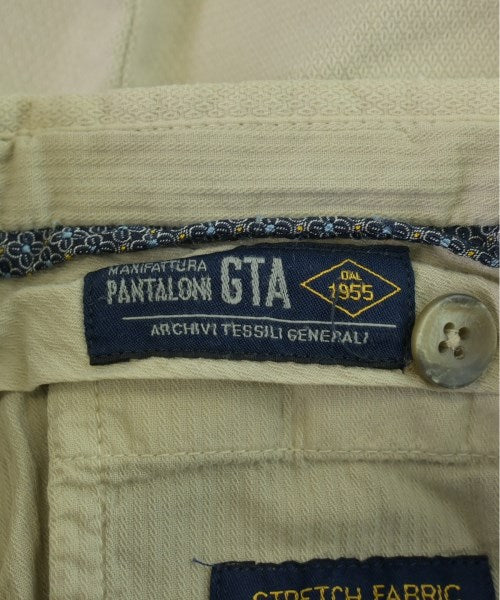 MANIFATTURA
PANTALONI GTA
DAL
1955
ARCHIVI TESSILI GENERALI
STRETCH FABRIC